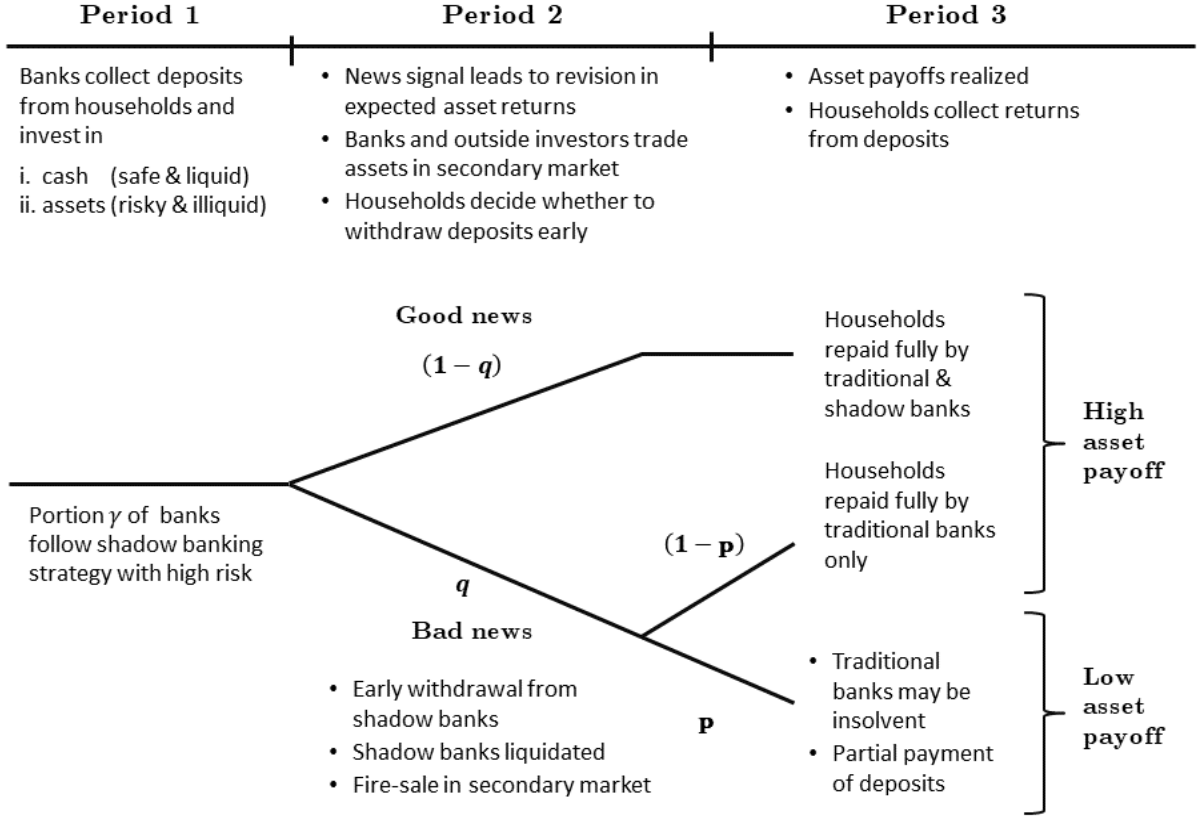 Period 1
Period 2
Period 3
Banks collect deposits
from households and
invest in
i. cash (safe & liquid)
ii. assets (risky & illiquid)
• News signal leads to revision in
expected asset returns
• Banks and outside investors trade
assets in secondary market
• Households decide whether to
withdraw deposits early
• Asset payoffs realized
• Households collect returns
from deposits
Good news
(1 − q)
Households
repaid fully by
traditional &
shadow banks
High
asset
payoff
Households
repaid fully by
traditional banks
only
Portion γ of banks
follow shadow banking
strategy with high risk
(1 − p)
q
Bad news
• Early withdrawal from
shadow banks
• Shadow banks liquidated
• Fire-sale in secondary market
p
• Traditional
banks may be
insolvent
• Partial payment
of deposits
Low
asset
payoff